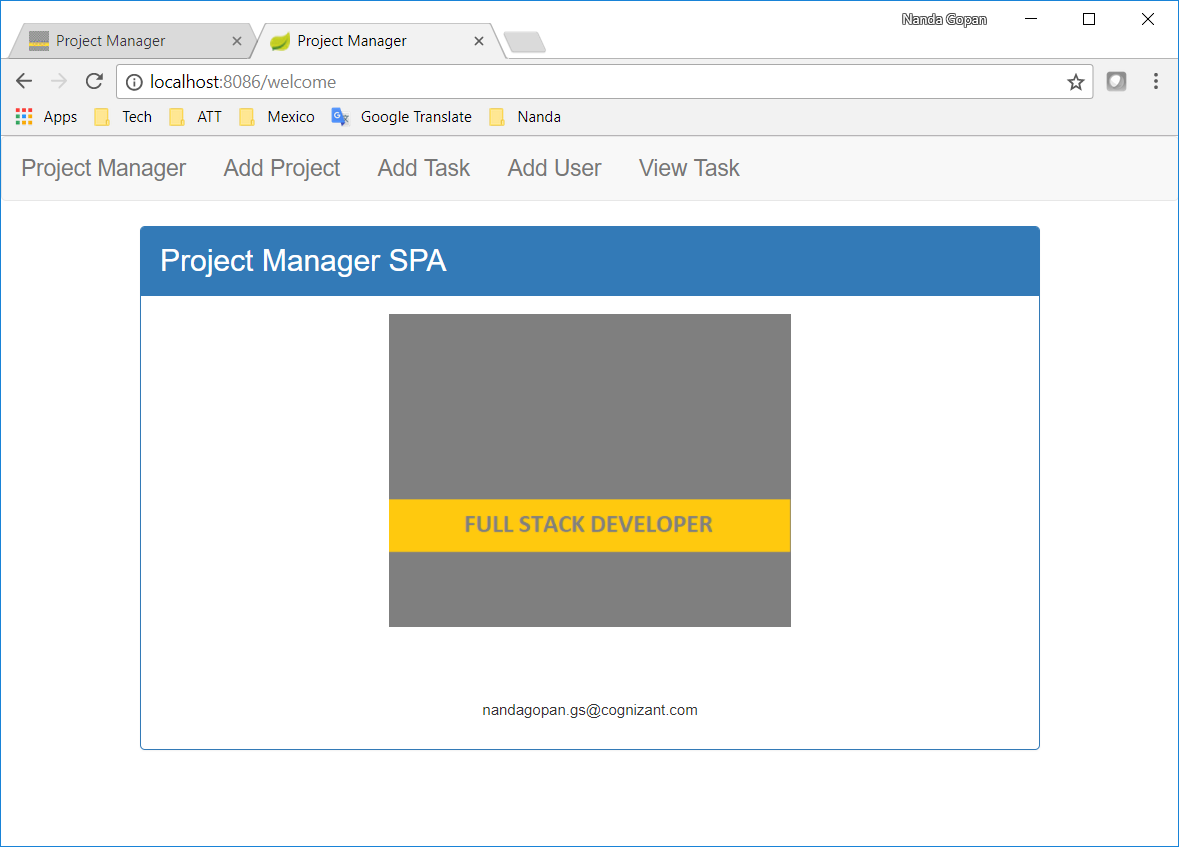 Nanda Gopan
Project Manager Project Manager
localhost:8086/welcome
Apps Tech ATT Mexico Google Translate Nanda
Project Manager Add Project Add Task Add User View Task
Project Manager SPA
FULL STACK DEVELOPER
nandagopan.gs@cognizant.com